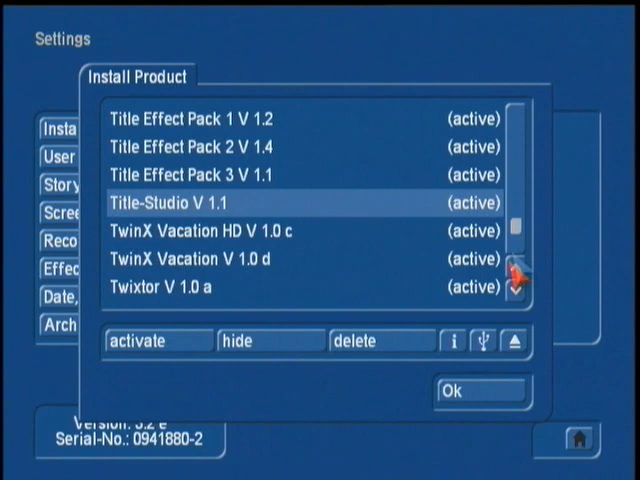 Settings
Install Product
Title Effect Pack 1 V 1.2 (active)
Title Effect Pack 2 V 1.4 (active)
Title Effect Pack 3 V 1.1 (active)
Title-Studio V 1.1 (active)
TwinX Vacation HD V 1.0 c (active)
TwinX Vacation V 1.0 d (active)
Twixtor V 1.0 a (active)
Insta
User
Story
Scree
Reco
Effec
Date,
Arch
activate hide delete i
Ok
Version: 3.2 e
Serial-No.: 0941880-2